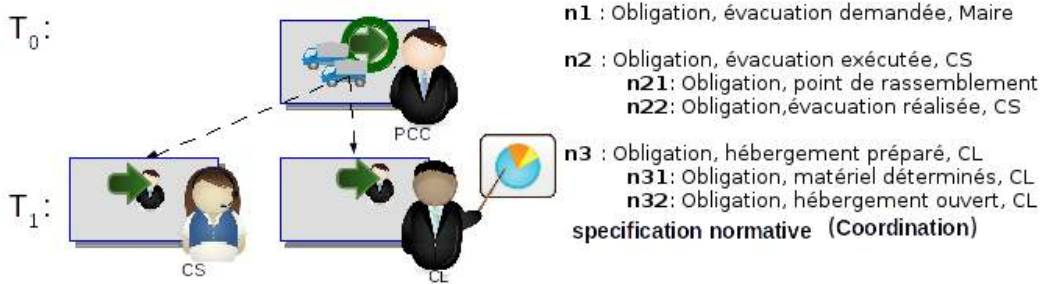 T0:
PCC
T1:
CS
CL
n1 : Obligation, évacuation demandée, Maire
n2 : Obligation, évacuation exécutée, CS
n21: Obligation, point de rassemblement
n22: Obligation,évacuation réalisée, CS
n3 : Obligation, hébergement préparé, CL
n31: Obligation, matériel déterminés, CL
n32: Obligation, hébergement ouvert, CL
specification normative (Coordination)